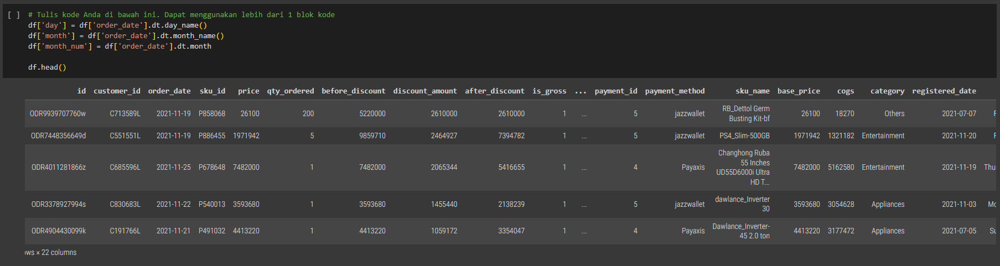 [ ] # Tulis kode Anda di bawah ini. Dapat menggunakan lebih dari 1 blok kode
df['day'] = df['order_date'].dt.day_name()
df['month'] = df['order_date'].dt.month_name()
df['month_num'] = df['order_date'].dt.month
df.head()
id customer_id order_date sku_id price qty_ordered before_discount discount_amount after_discount is_gross ... payment_id payment_method sku_name base_price cogs category registered_date
ODR9939707760w C713589L 2021-11-19 P858068 26100 200 5220000 2610000 2610000 1 ... 5 jazzwallet RB_Dettol Germ Busting Kit-bf 26100 18270 Others 2021-07-07 F
ODR7448356649d C551551L 2021-11-19 P886455 1971942 5 9859710 2464927 7394782 1 ... 5 jazzwallet PS4_Slim-500GB 1971942 1321182 Entertainment 2021-11-20 F
ODR4011281866z C685596L 2021-11-25 P678648 7482000 1 7482000 2065344 5416655 1 ... 4 Payaxis Changhong Ruba 55 Inches UD55D6000i Ultra HD T... 7482000 5162580 Entertainment 2021-11-19 Thu
ODR3378927994s C830683L 2021-11-22 P540013 3593680 1 3593680 1455440 2138239 1 ... 5 jazzwallet dawlance_Inverter 30 3593680 3054628 Appliances 2021-11-03 Mo
ODR4904430099k C191766L 2021-11-21 P491032 4413220 1 4413220 1059172 3354047 1 ... 4 Payaxis Dawlance_Inverter-45 2.0 ton 4413220 3177472 Appliances 2021-07-05 Su
ows × 22 columns